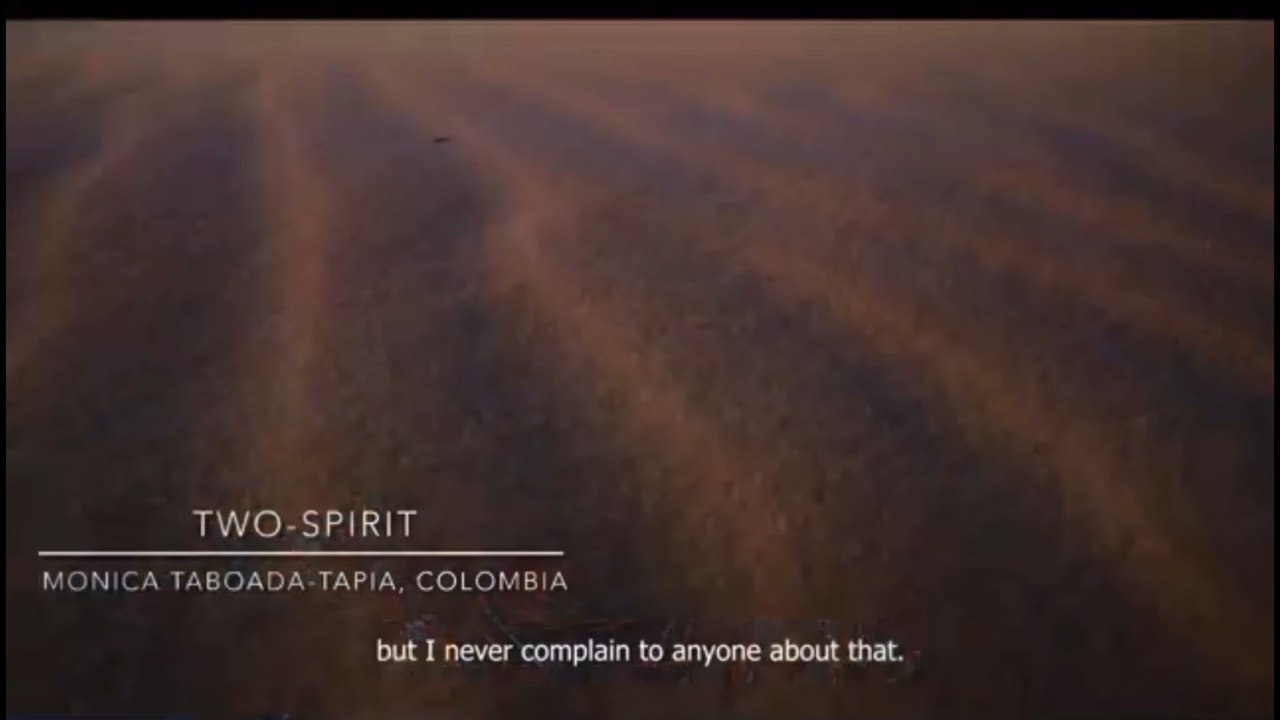 TWO-SPIRIT
MONICA TABOADA-TAPIA, COLOMBIA
but I never complain to anyone about that.